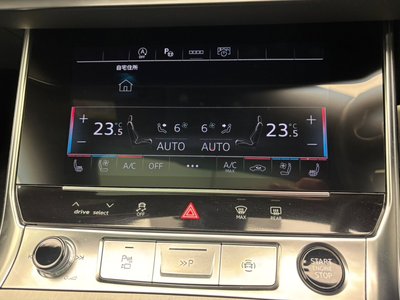 OFF
自宅住所
+ 23.5 °C 6 6 23.5 °C +
AUTO AUTO
- -
A/C OFF ••• A/C MAX
drive select OFF MAX REAR
>>P
START
ENGINE
STOP